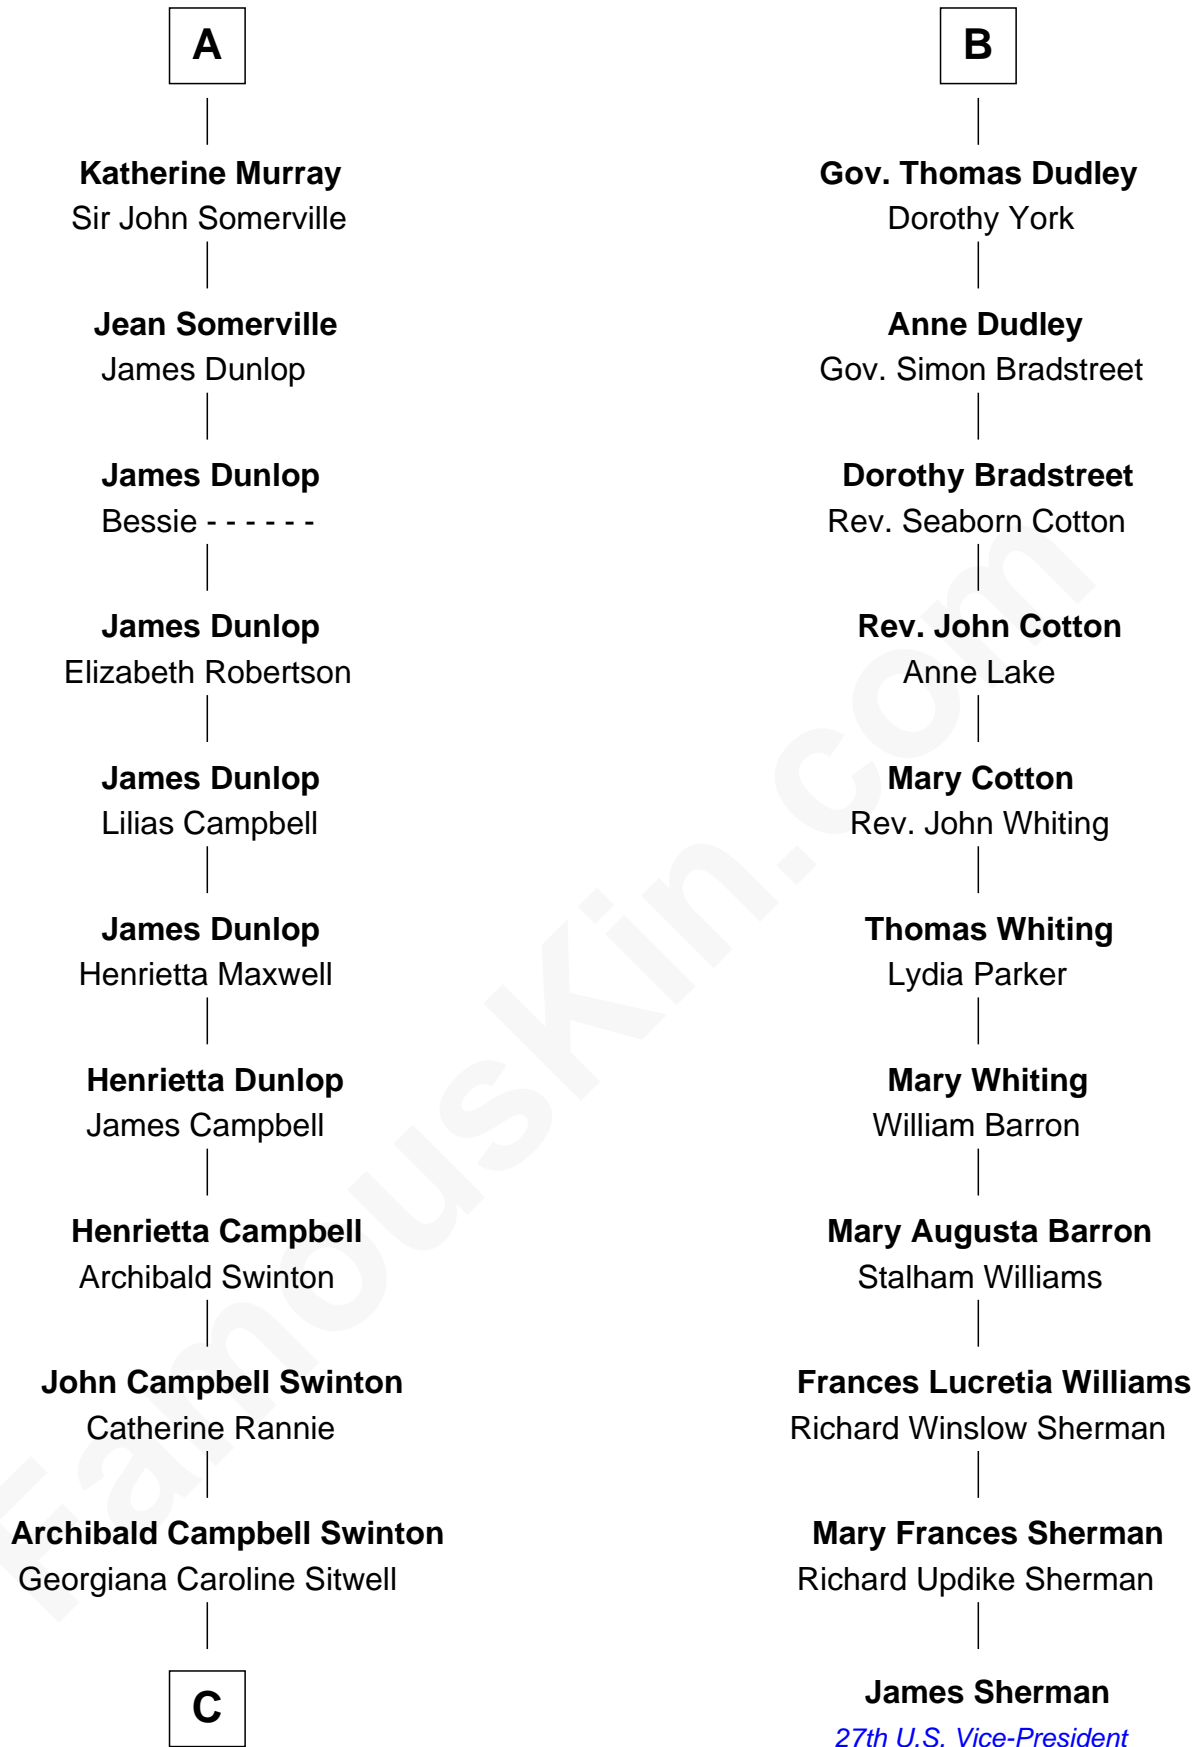 A
Katherine Murray
Sir John Somerville
Jean Somerville
James Dunlop
James Dunlop
Bessie - - - - - -
James Dunlop
Elizabeth Robertson
James Dunlop
Lilias Campbell
James Dunlop
Henrietta Maxwell
Henrietta Dunlop
James Campbell
Henrietta Campbell
Archibald Swinton
John Campbell Swinton
Catherine Rannie
Archibald Campbell Swinton
Georgiana Caroline Sitwell
C
B
Gov. Thomas Dudley
Dorothy York
Anne Dudley
Gov. Simon Bradstreet
Dorothy Bradstreet
Rev. Seaborn Cotton
Rev. John Cotton
Anne Lake
Mary Cotton
Rev. John Whiting
Thomas Whiting
Lydia Parker
Mary Whiting
William Barron
Mary Augusta Barron
Stalham Williams
Frances Lucretia Williams
Richard Winslow Sherman
Mary Frances Sherman
Richard Updike Sherman
James Sherman
27th U.S. Vice-President
FamousKin.com